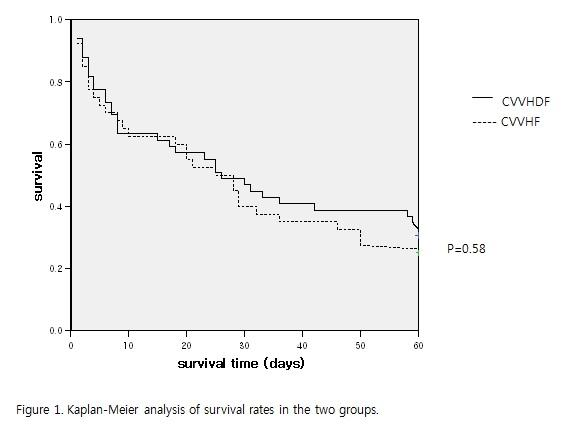 1.0
0.8
0.6
0.4
0.2
0.0
survival
0 10 20 30 40 50 60
survival time (days)
CVVHDF
CVVHF
P=0.58
Figure 1. Kaplan-Meier analysis of survival rates in the two groups.